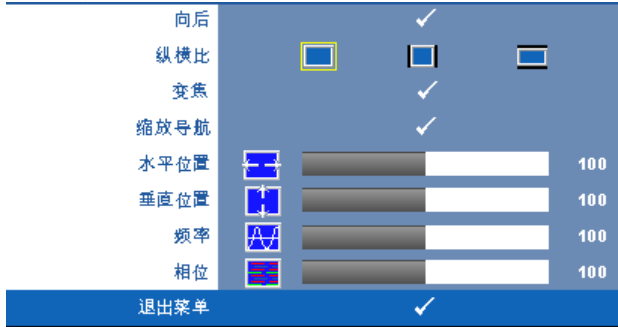 向后
纵横比
变焦
缩放导航
水平位置 100
垂直位置 100
频率 100
相位 100
退出菜单